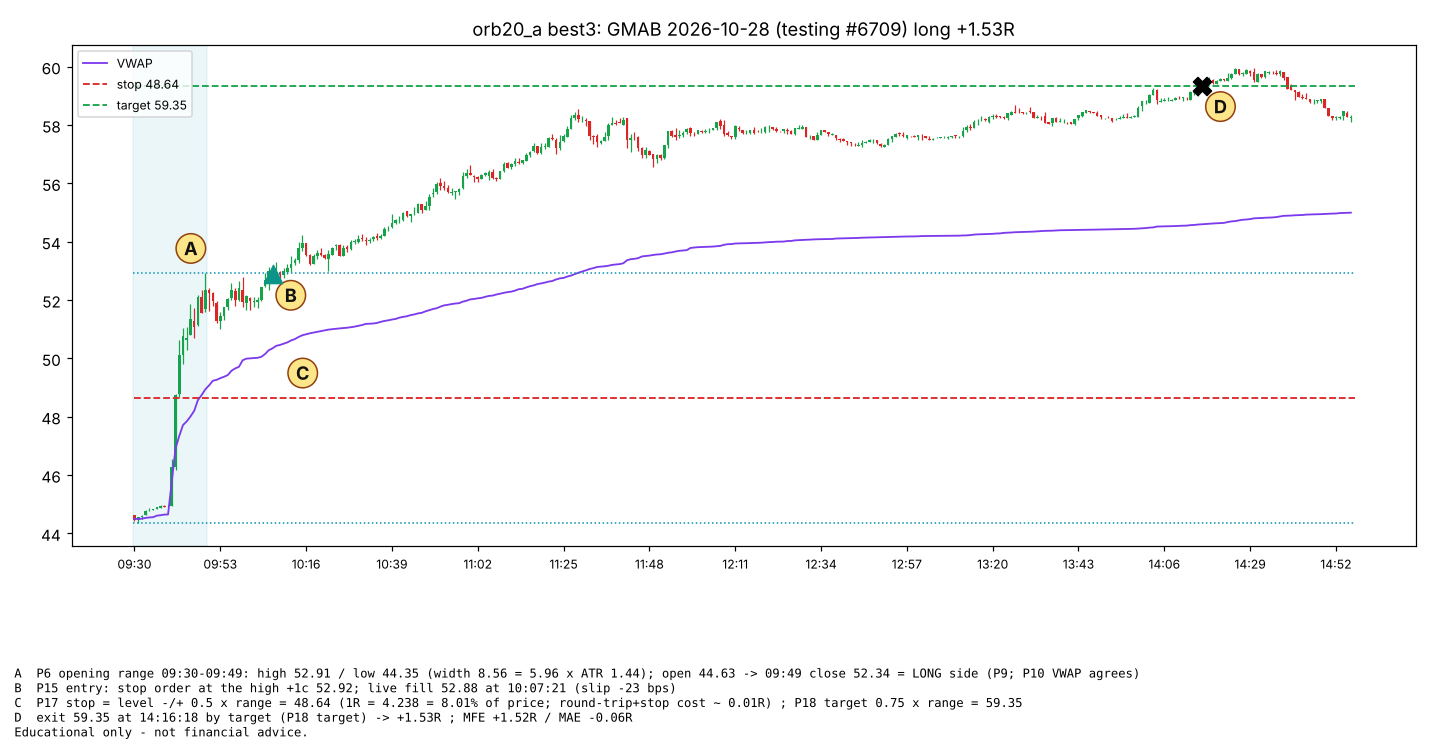 orb20_a best3: GMAB 2026-10-28 (testing #6709) long +1.53R
VWAP
stop 48.64
target 59.35
60
58
56
54
52
50
48
46
44
A
B
C
D
09:30 09:53 10:16 10:39 11:02 11:25 11:48 12:11 12:34 12:57 13:20 13:43 14:06 14:29 14:52
A P6 opening range 09:30-09:49: high 52.91 / low 44.35 (width 8.56 = 5.96 x ATR 1.44); open 44.63 -> 09:49 close 52.34 = LONG side (P9; P10 VWAP agrees)
B P15 entry: stop order at the high +1c 52.92; live fill 52.88 at 10:07:21 (slip -23 bps)
C P17 stop = level -/+ 0.5 x range = 48.64 (1R = 4.238 = 8.01% of price; round-trip+stop cost ~ 0.01R) ; P18 target 0.75 x range = 59.35
D exit 59.35 at 14:16:18 by target (P18 target) -> +1.53R ; MFE +1.52R / MAE -0.06R
Educational only - not financial advice.